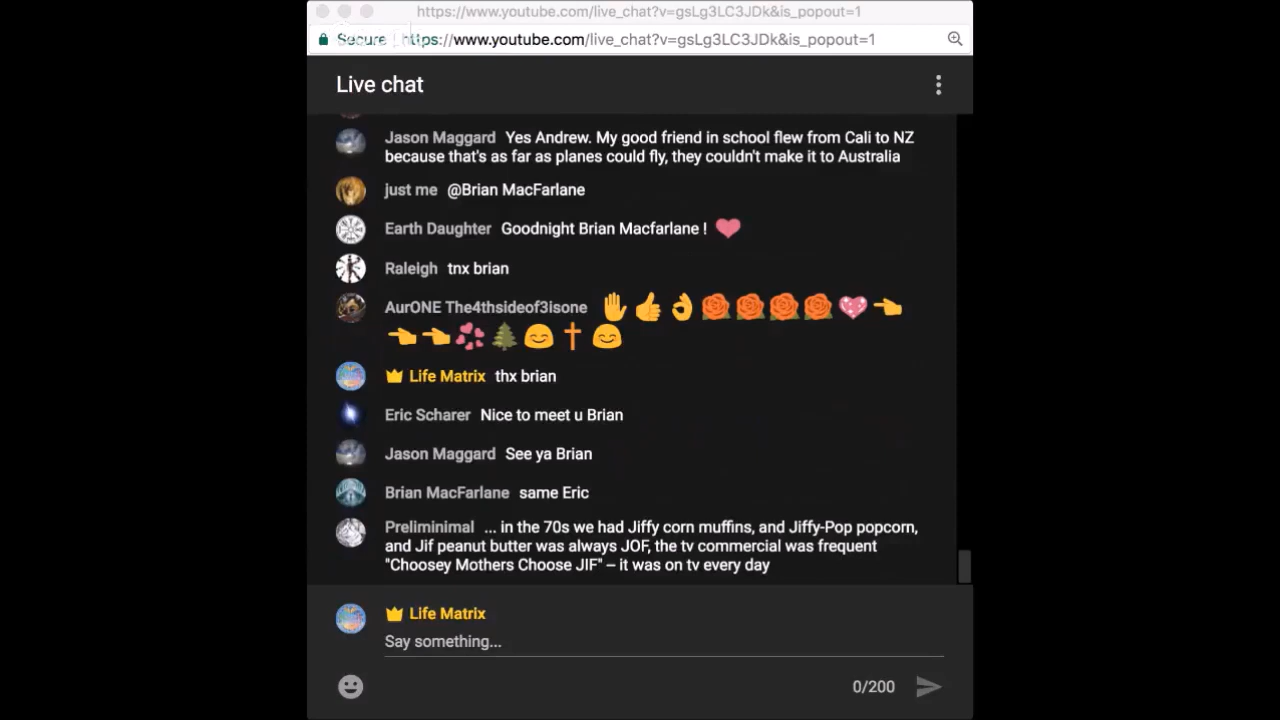 https://www.youtube.com/live_chat?v=gsLg3LC3JDk&is_popout=1
Secure https://www.youtube.com/live_chat?v=gsLg3LC3JDk&is_popout=1
Live chat
Jason Maggard Yes Andrew. My good friend in school flew from Cali to NZ
because that's as far as planes could fly, they couldn't make it to Australia
just me @Brian MacFarlane
Earth Daughter Goodnight Brian Macfarlane ! ❤
Raleigh tnx brian
AurONE The4thsideof3isone ✋👍👌🌹🌹🌹🌹💖👈
👈👈💞🌲😊✝😊
Life Matrix thx brian
Eric Scharer Nice to meet u Brian
Jason Maggard See ya Brian
Brian MacFarlane same Eric
Preliminimal ... in the 70s we had Jiffy corn muffins, and Jiffy-Pop popcorn,
and Jif peanut butter was always JOF, the tv commercial was frequent
"Choosey Mothers Choose JIF" – it was on tv every day
Life Matrix
Say something...
0/200